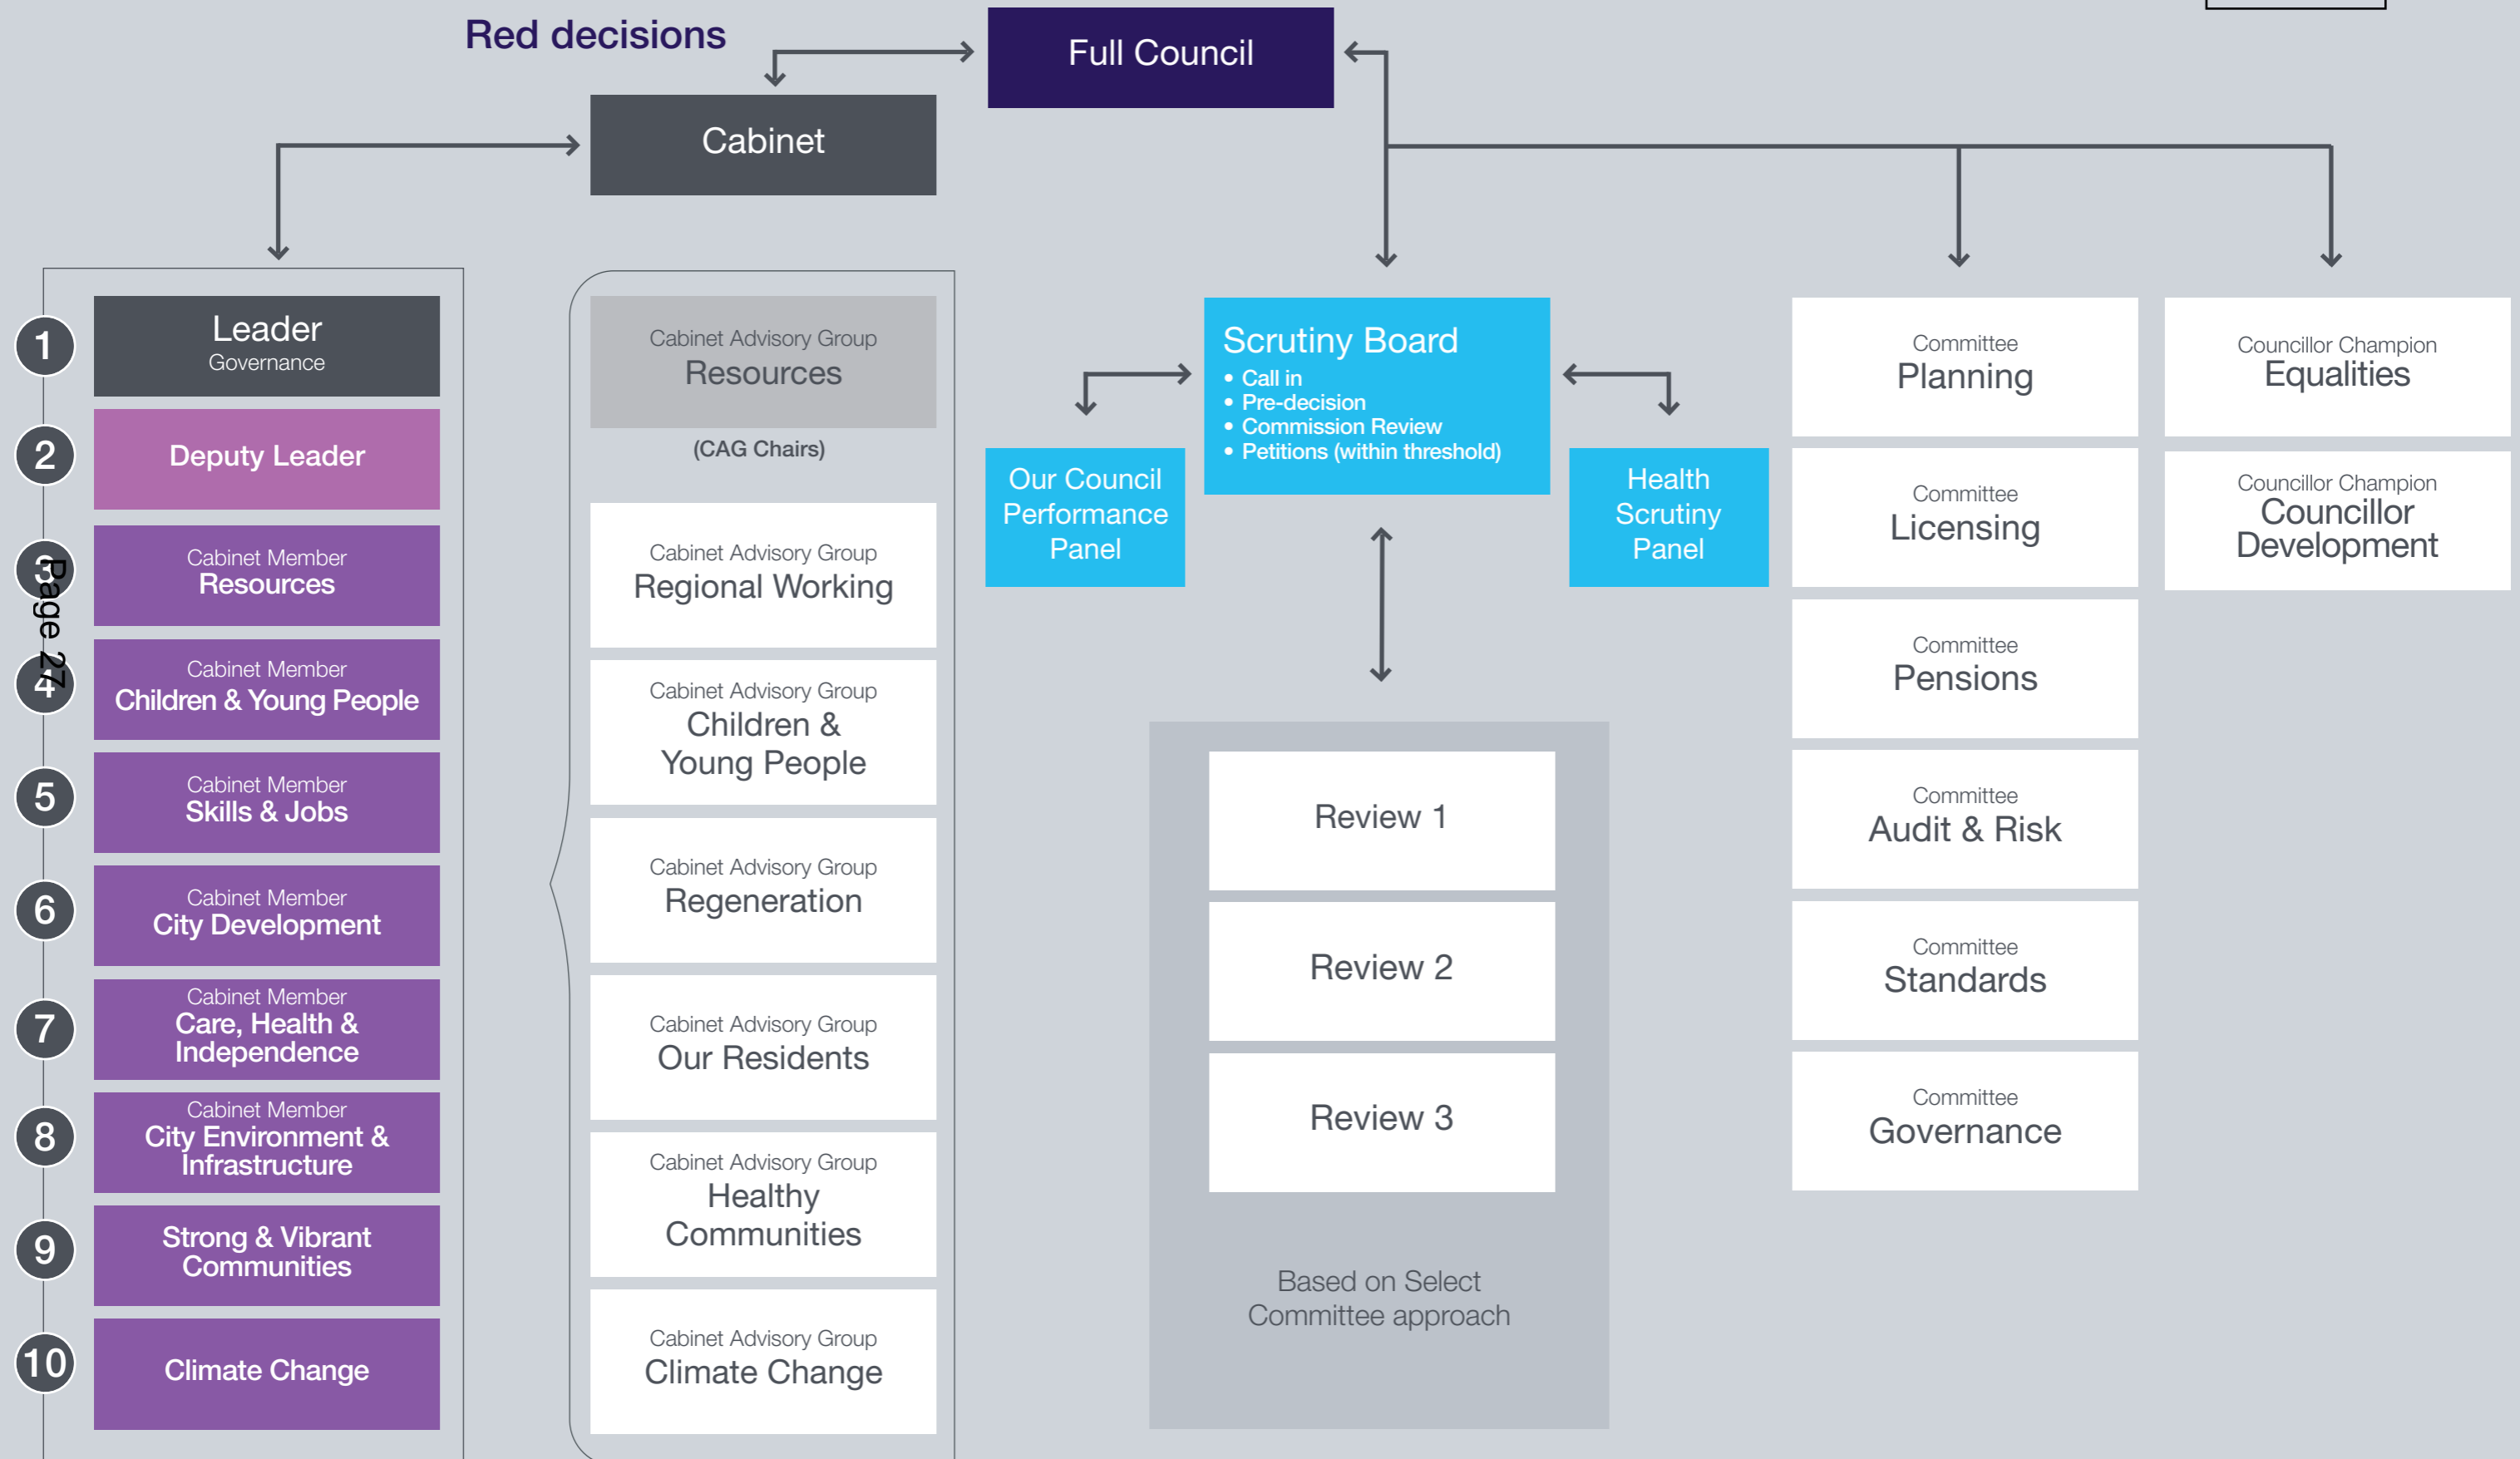 Red decisions
Full Council
Cabinet
1
Leader
Governance
2
Deputy Leader
3
Cabinet Member
Resources
4
Cabinet Member
Children & Young People
5
Cabinet Member
Skills & Jobs
6
Cabinet Member
City Development
7
Cabinet Member
Care, Health &
Independence
8
Cabinet Member
City Environment &
Infrastructure
9
Strong & Vibrant
Communities
10
Climate Change
Page 27
Cabinet Advisory Group
Resources
(CAG Chairs)
Cabinet Advisory Group
Regional Working
Cabinet Advisory Group
Children &
Young People
Cabinet Advisory Group
Regeneration
Cabinet Advisory Group
Our Residents
Cabinet Advisory Group
Healthy
Communities
Cabinet Advisory Group
Climate Change
Scrutiny Board
• Call in
• Pre-decision
• Commission Review
• Petitions (within threshold)
Our Council
Performance
Panel
Health
Scrutiny
Panel
Review 1
Review 2
Review 3
Based on Select
Committee approach
Committee
Planning
Committee
Licensing
Committee
Pensions
Committee
Audit & Risk
Committee
Standards
Committee
Governance
Councillor Champion
Equalities
Councillor Champion
Councillor
Development